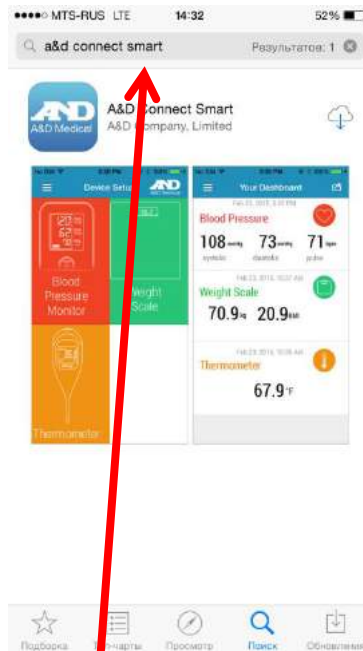 MTS-RUS LTE 14:32 52%
a&d connect smart Результатов: 1
AND
A&D Medical
A&D Connect Smart
A&D Company, Limited
Device Setup AND
Blood
Pressure
Monitor
Weight
Scale
Thermometer
Your Dashboard
Blood Pressure
108 73 71
systolic diastolic pulse
Weight Scale
70.9 20.9
Thermometer
67.9 °F
Подборка Топ-чарты Просмотр Поиск Обновления